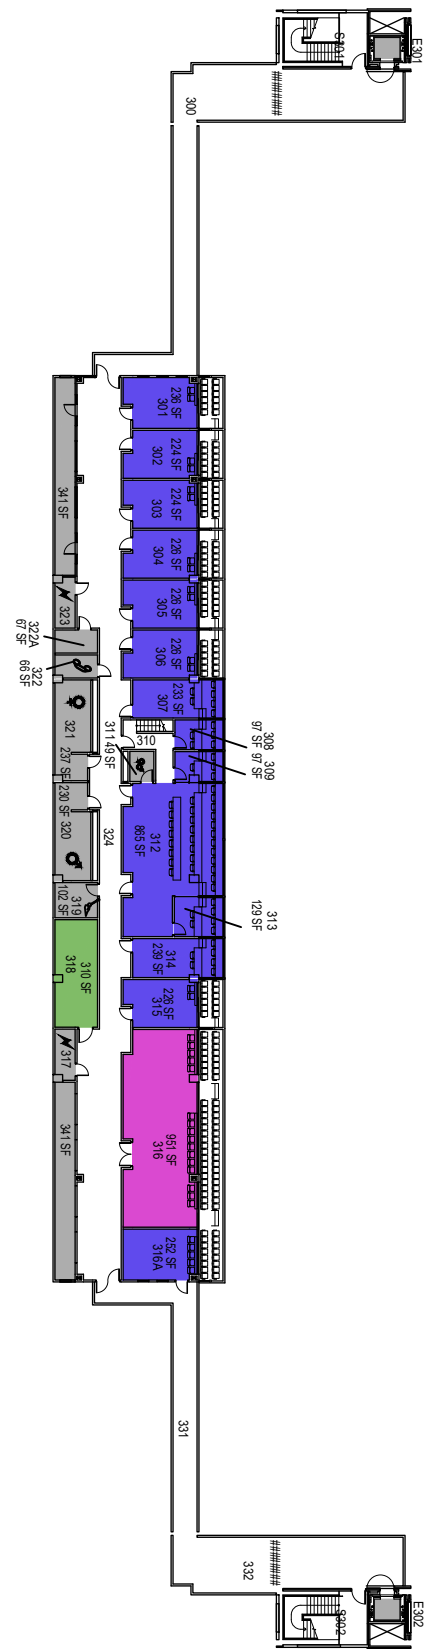 E301
S301
300
236 SF
301
224 SF
302
224 SF
303
226 SF
304
226 SF
305
226 SF
306
233 SF
307
308
97 SF
309
97 SF
310
311 49 SF
312
865 SF
313
129 SF
314
239 SF
226 SF
315
951 SF
316
252 SF
316A
341 SF
323
322A
67 SF
322
66 SF
321
237 SF
230 SF
320
324
319
102 SF
310 SF
318
317
341 SF
331
332
S302
E302